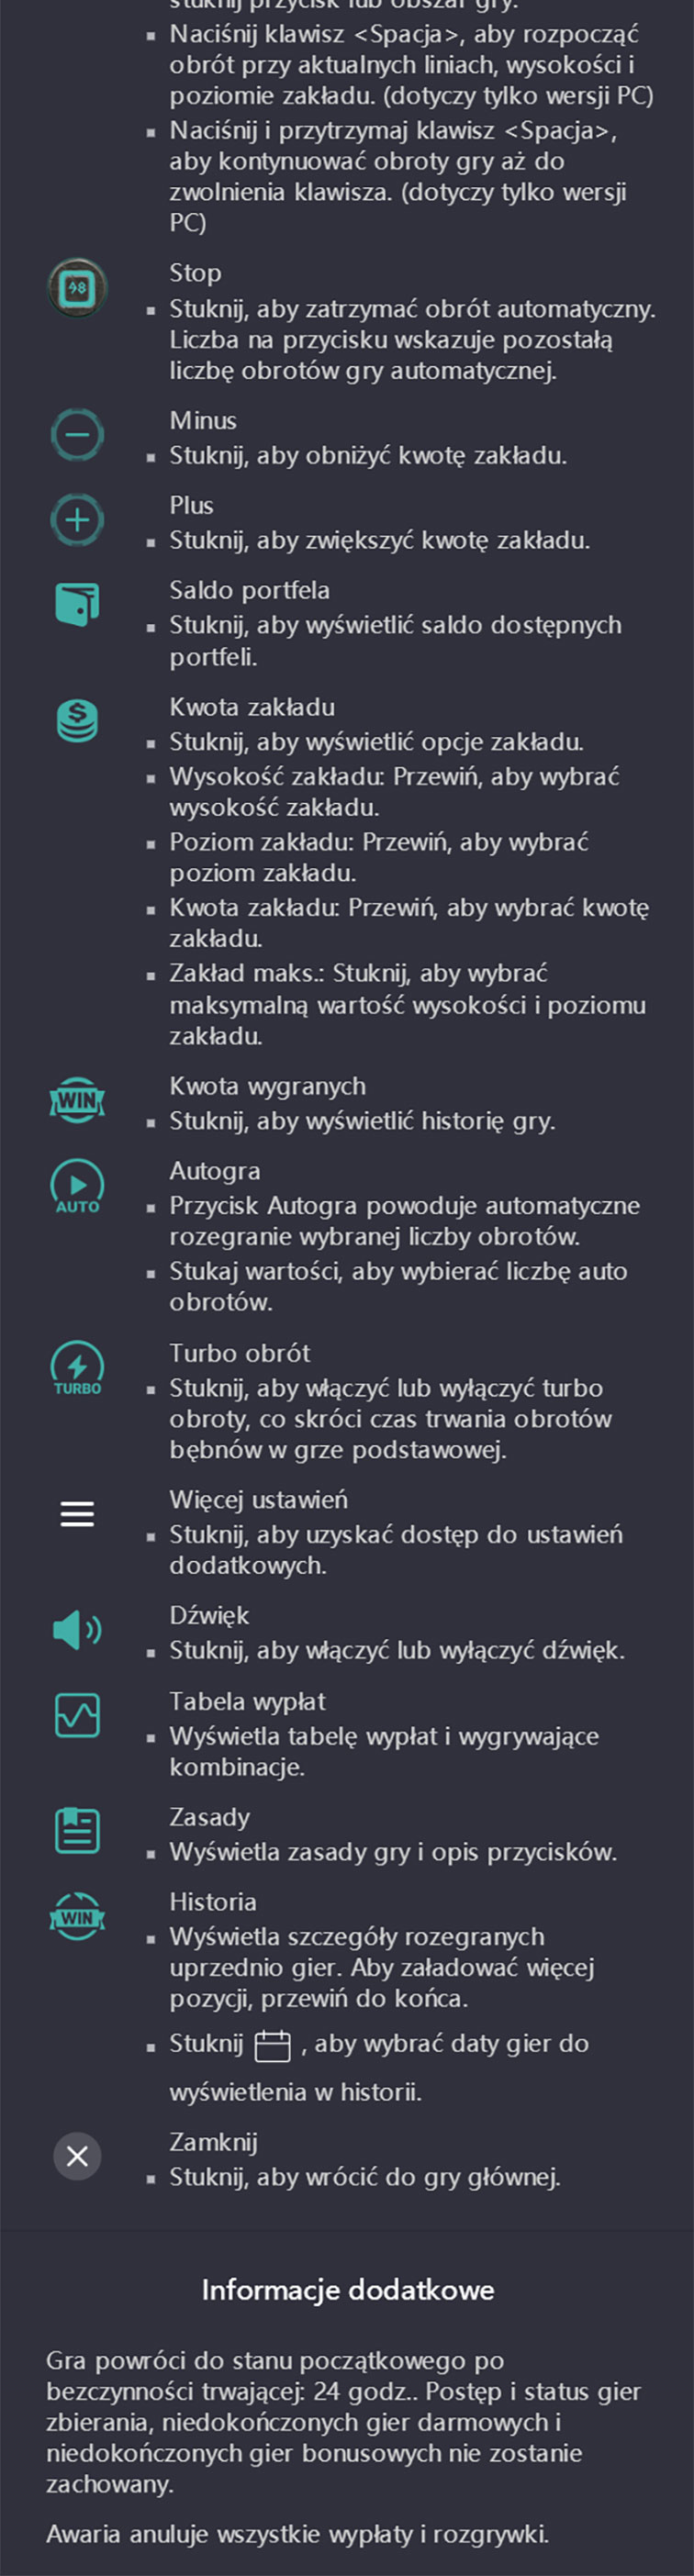 stuknij przycisk lub obszar gry.
Naciśnij klawisz <Spacja>, aby rozpocząć
obrót przy aktualnych liniach, wysokości i
poziomie zakładu. (dotyczy tylko wersji PC)
Naciśnij i przytrzymaj klawisz <Spacja>,
aby kontynuować obroty gry aż do
zwolnienia klawisza. (dotyczy tylko wersji
PC)
Stop
98
Stuknij, aby zatrzymać obrót automatyczny.
Liczba na przycisku wskazuje pozostałą
liczbę obrotów gry automatycznej.
Minus
Stuknij, aby obniżyć kwotę zakładu.
Plus
Stuknij, aby zwiększyć kwotę zakładu.
Saldo portfela
Stuknij, aby wyświetlić saldo dostępnych
portfeli.
Kwota zakładu
Stuknij, aby wyświetlić opcje zakładu.
Wysokość zakładu: Przewiń, aby wybrać
wysokość zakładu.
Poziom zakładu: Przewiń, aby wybrać
poziom zakładu.
Kwota zakładu: Przewiń, aby wybrać kwotę
zakładu.
Zakład maks.: Stuknij, aby wybrać
maksymalną wartość wysokości i poziomu
zakładu.
Kwota wygranych
WIN
Stuknij, aby wyświetlić historię gry.
Autogra
AUTO
Przycisk Autogra powoduje automatyczne
rozegranie wybranej liczby obrotów.
Stukaj wartości, aby wybierać liczbę auto
obrotów.
Turbo obrót
TURBO
Stuknij, aby włączyć lub wyłączyć turbo
obroty, co skróci czas trwania obrotów
bębnów w grze podstawowej.
Więcej ustawień
Stuknij, aby uzyskać dostęp do ustawień
dodatkowych.
Dźwięk
Stuknij, aby włączyć lub wyłączyć dźwięk.
Tabela wypłat
Wyświetla tabelę wypłat i wygrywające
kombinacje.
Zasady
Wyświetla zasady gry i opis przycisków.
Historia
WIN
Wyświetla szczegóły rozegranych
uprzednio gier. Aby załadować więcej
pozycji, przewiń do końca.
Stuknij , aby wybrać daty gier do
wyświetlenia w historii.
Zamknij
Stuknij, aby wrócić do gry głównej.
Informacje dodatkowe
Gra powróci do stanu początkowego po
bezczynności trwającej: 24 godz.. Postęp i status gier
zbierania, niedokończonych gier darmowych i
niedokończonych gier bonusowych nie zostanie
zachowany.
Awaria anuluje wszystkie wypłaty i rozgrywki.